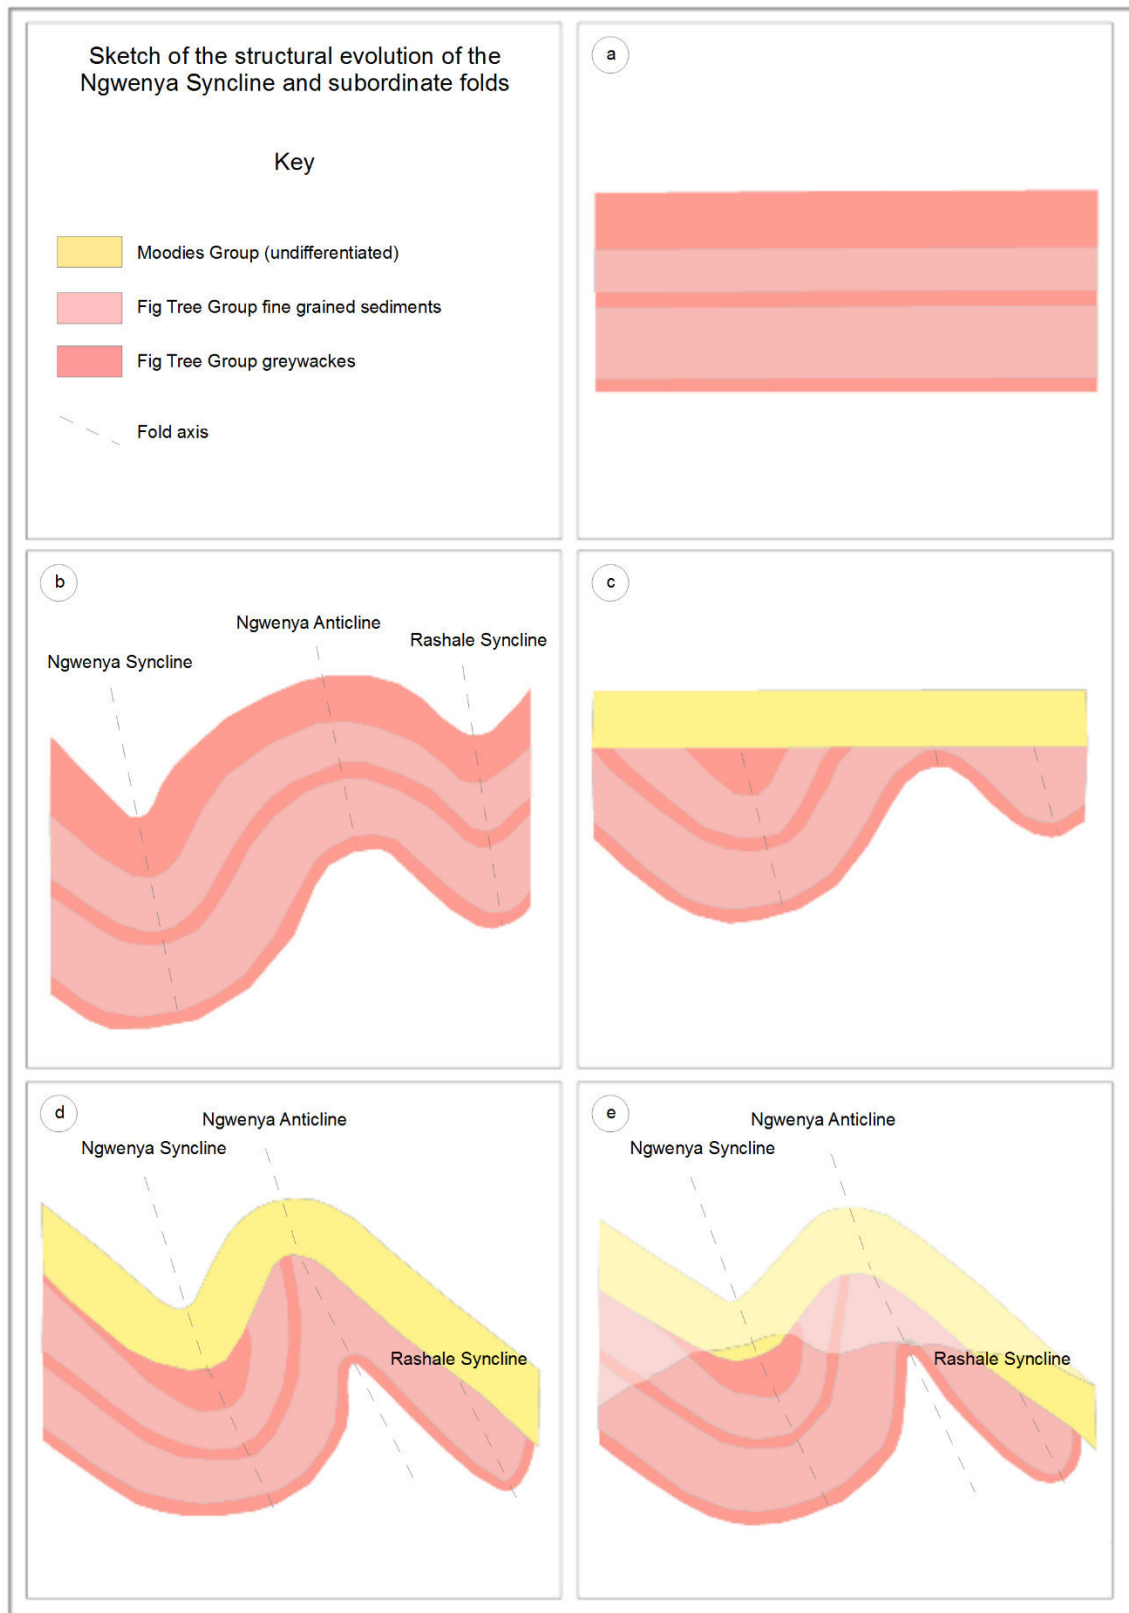 Sketch of the structural evolution of the
Ngwenya Syncline and subordinate folds
Key
Moodies Group (undifferentiated)
Fig Tree Group fine grained sediments
Fig Tree Group greywackes
Fold axis
a
b
Ngwenya Anticline
Rashale Syncline
Ngwenya Syncline
c
d
Ngwenya Anticline
Ngwenya Syncline
Rashale Syncline
e
Ngwenya Anticline
Ngwenya Syncline
Rashale Syncline